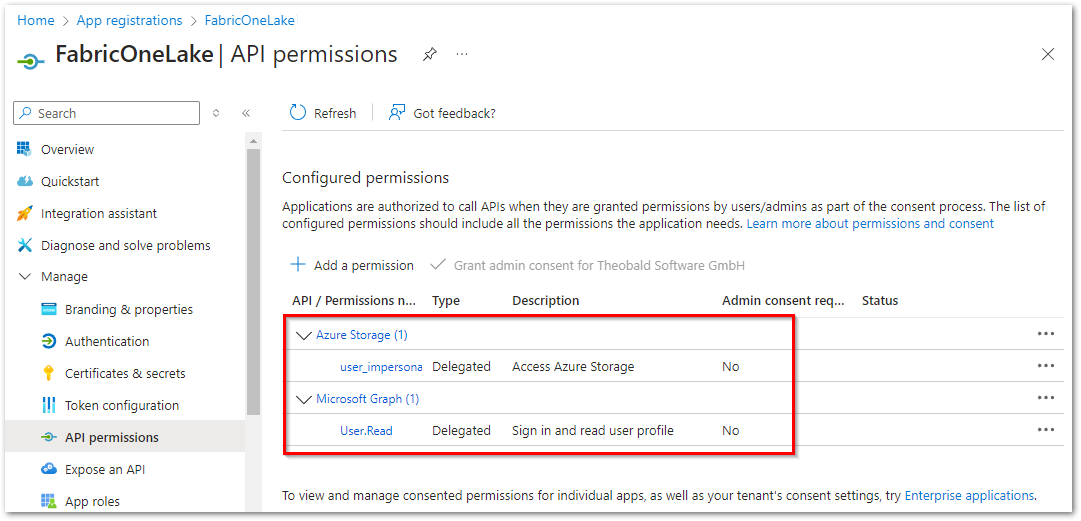 Home > App registrations > FabricOneLake
FabricOneLake | API permissions
Search
Refresh
Got feedback?
Overview
Quickstart
Integration assistant
Diagnose and solve problems
Manage
Branding & properties
Authentication
Certificates & secrets
Token configuration
API permissions
Expose an API
App roles
Configured permissions
Applications are authorized to call APIs when they are granted permissions by users/admins as part of the consent process. The list of
configured permissions should include all the permissions the application needs. Learn more about permissions and consent
Add a permission
Grant admin consent for Theobald Software GmbH
API / Permissions n... Type Description Admin consent req... Status
Azure Storage (1)
user_impersona Delegated Access Azure Storage No
Microsoft Graph (1)
User.Read Delegated Sign in and read user profile No
To view and manage consented permissions for individual apps, as well as your tenant's consent settings, try Enterprise applications.